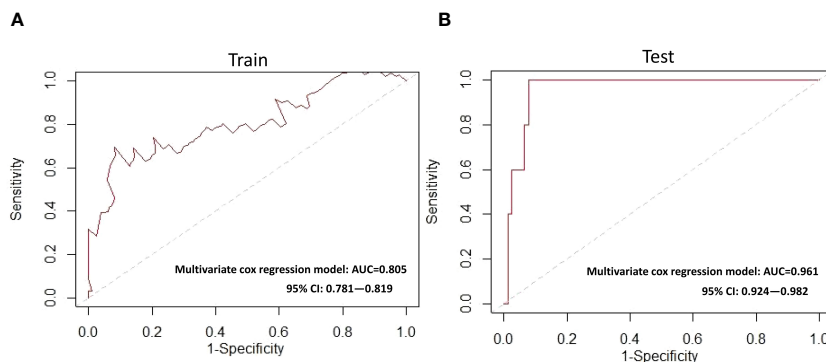 A
B
Train
Test
1.0
0.8
0.6
0.4
0.2
0.0
Sensitivity
Multivariate cox regression model: AUC=0.805
95% CI: 0.781—0.819
0.0 0.2 0.4 0.6 0.8 1.0
1-Specificity
1.0
0.8
0.6
0.4
0.2
0.0
Sensitivity
Multivariate cox regression model: AUC=0.961
95% CI: 0.924—0.982
0.0 0.2 0.4 0.6 0.8 1.0
1-Specificity